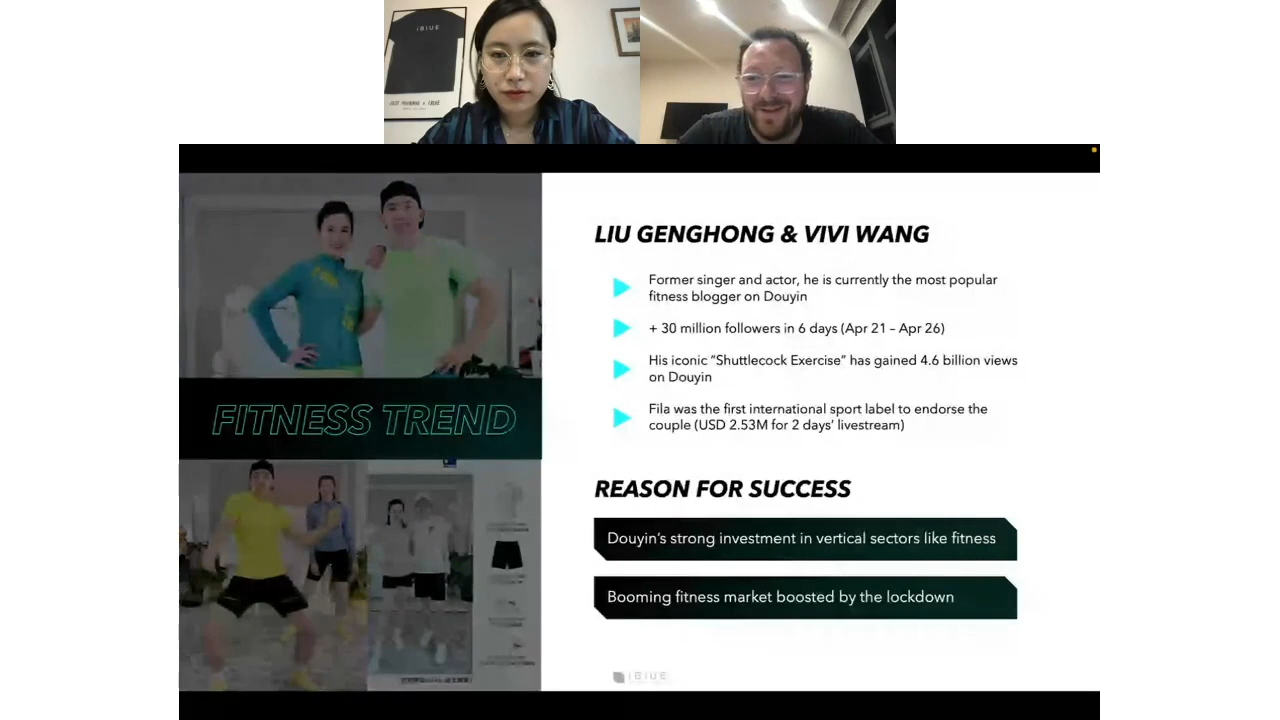 iBIUE
LIU GENGHONG & VIVI WANG
Former singer and actor, he is currently the most popular
fitness blogger on Douyin
+ 30 million followers in 6 days (Apr 21 – Apr 26)
His iconic “Shuttlecock Exercise” has gained 4.6 billion views
on Douyin
Fila was the first international sport label to endorse the
couple (USD 2.53M for 2 days’ livestream)
FITNESS TREND
REASON FOR SUCCESS
Douyin’s strong investment in vertical sectors like fitness
Booming fitness market boosted by the lockdown
iBIUE